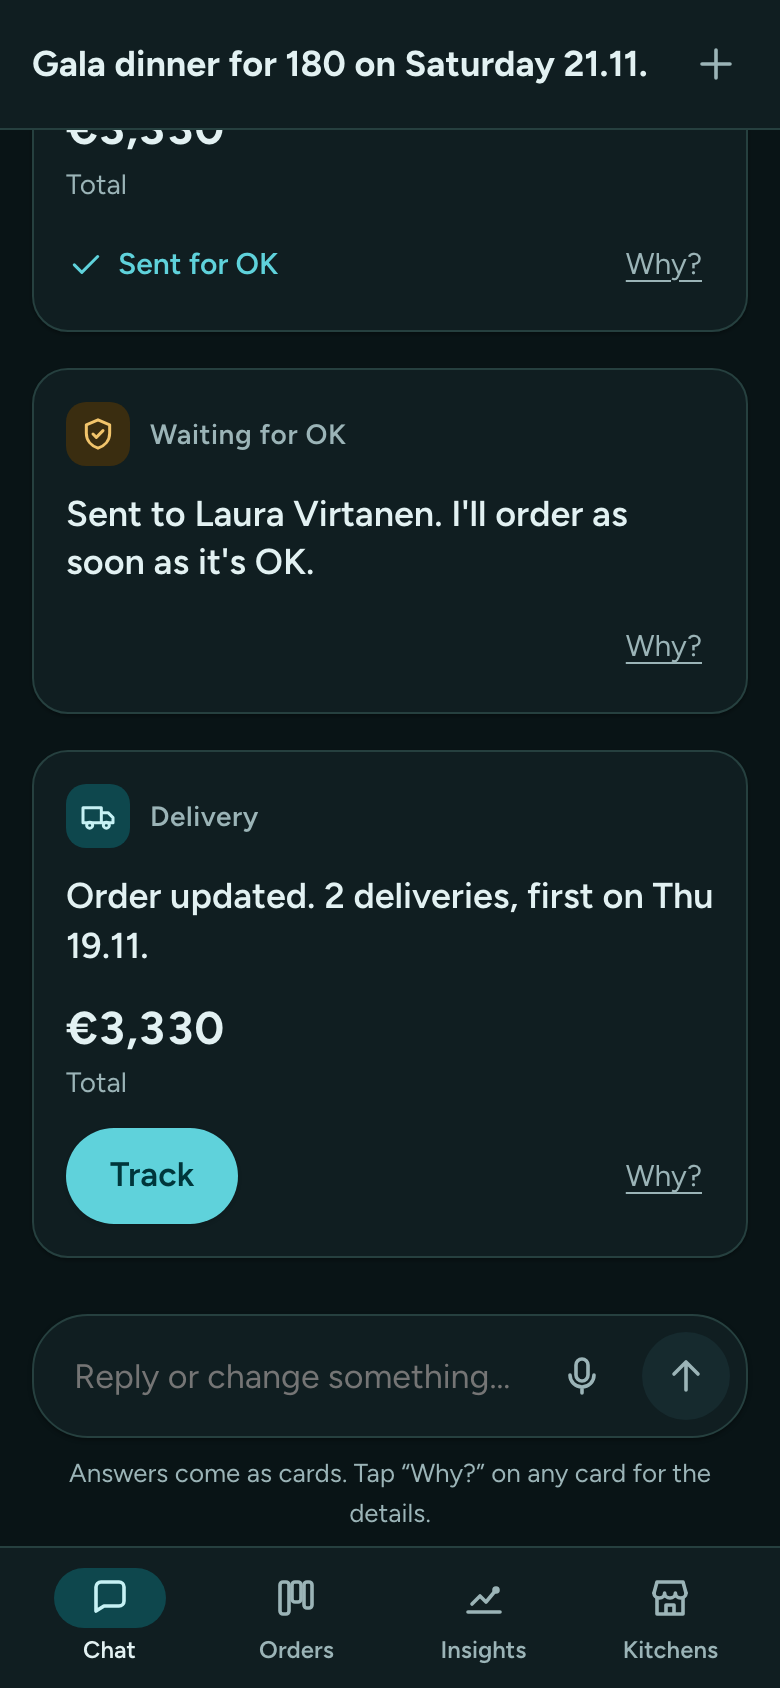 Gala dinner for 180 on Saturday 21.11.
€3,330
Total
Sent for OK
Why?
Waiting for OK
Sent to Laura Virtanen. I'll order as
soon as it's OK.
Why?
Delivery
Order updated. 2 deliveries, first on Thu
19.11.
€3,330
Total
Track
Why?
Reply or change something...
Answers come as cards. Tap “Why?” on any card for the
details.
Chat
Orders
Insights
Kitchens